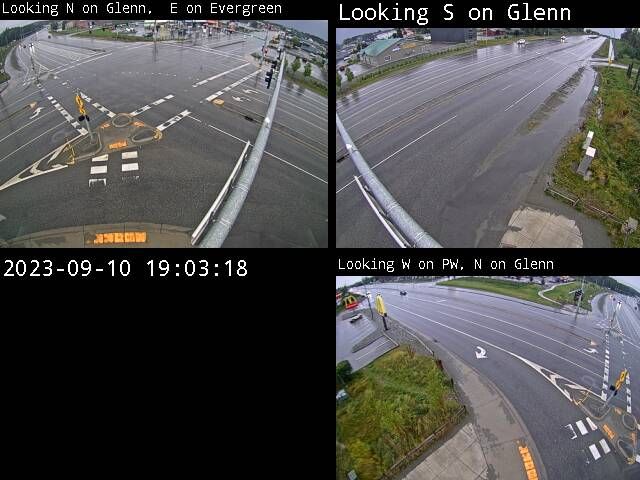 Looking N on Glenn,  E on Evergreen
Looking S on Glenn
2023-09-10 19:03:18
Looking W on PW, N on Glenn